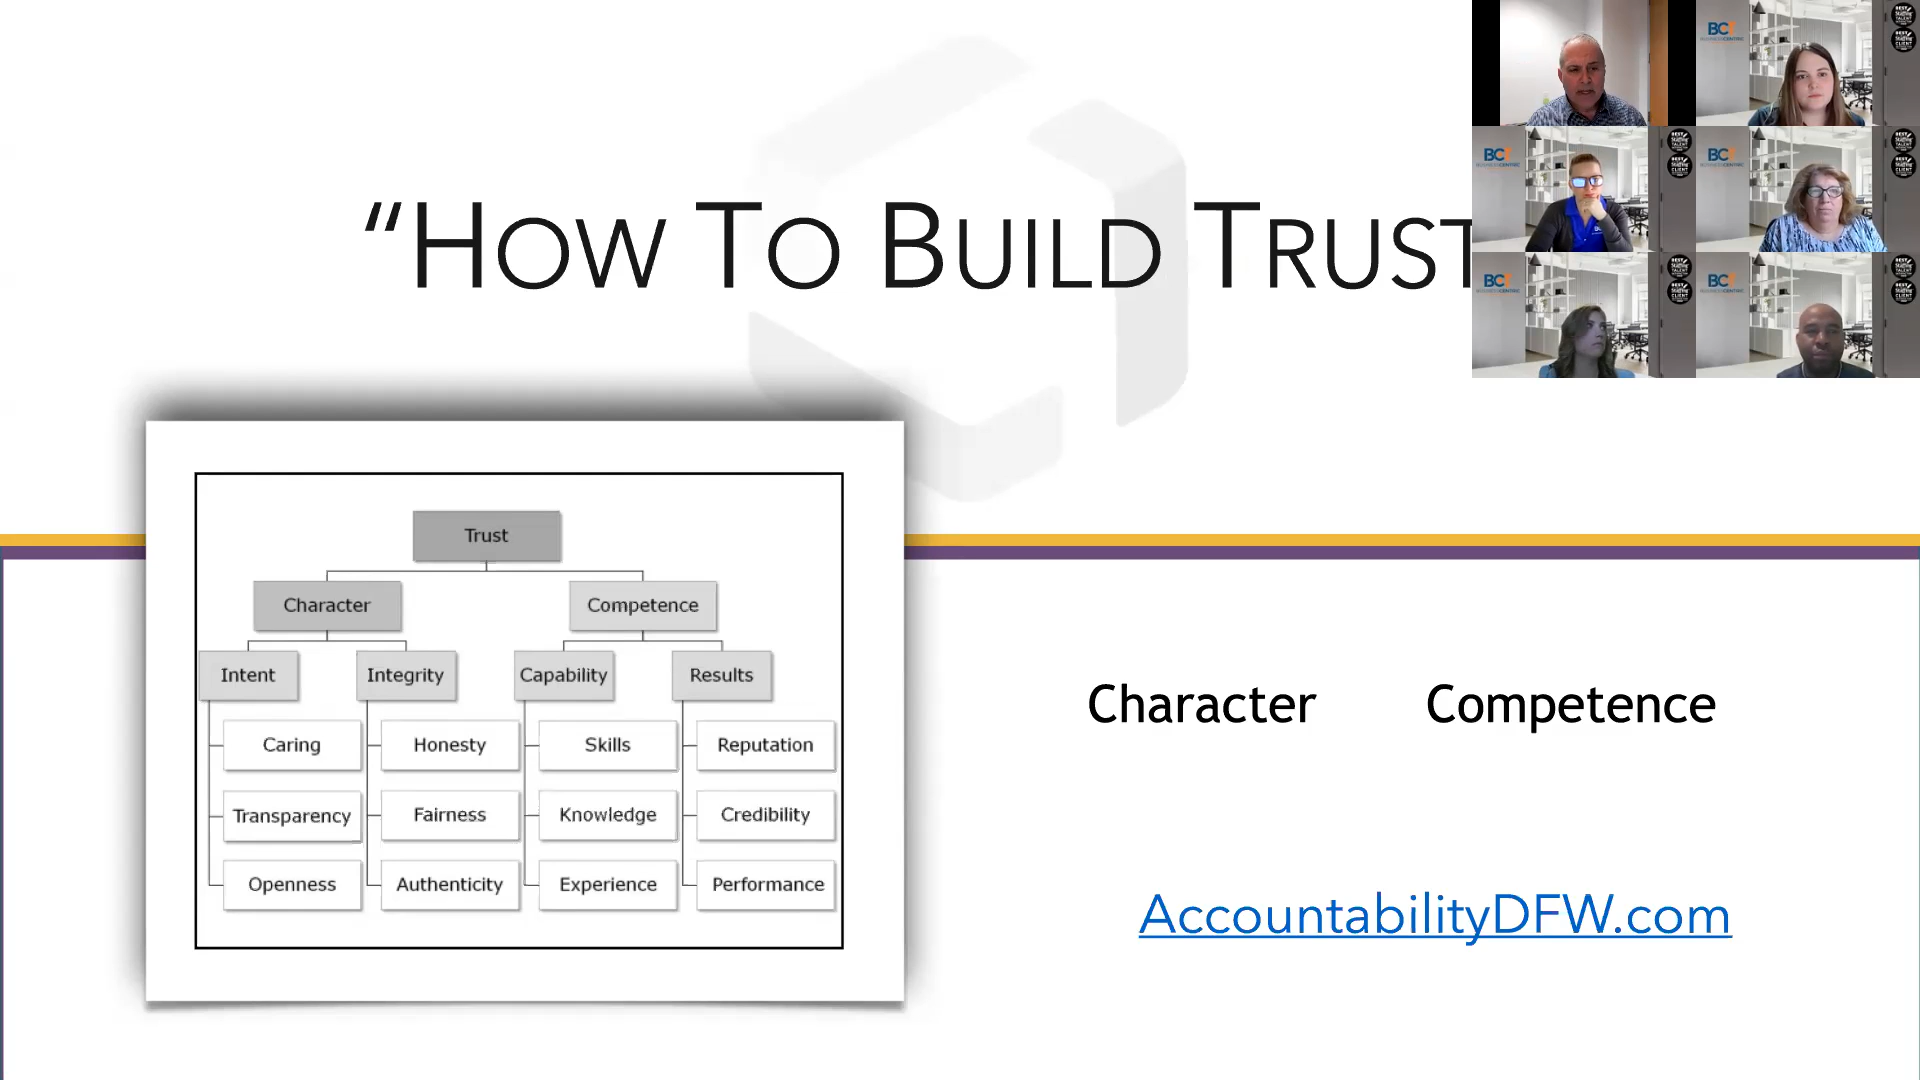 “HOW TO BUILD TRUST
Trust
Character Competence
Intent Integrity Capability Results
Caring Honesty Skills Reputation
Transparency Fairness Knowledge Credibility
Openness Authenticity Experience Performance
Character Competence
AccountabilityDFW.com